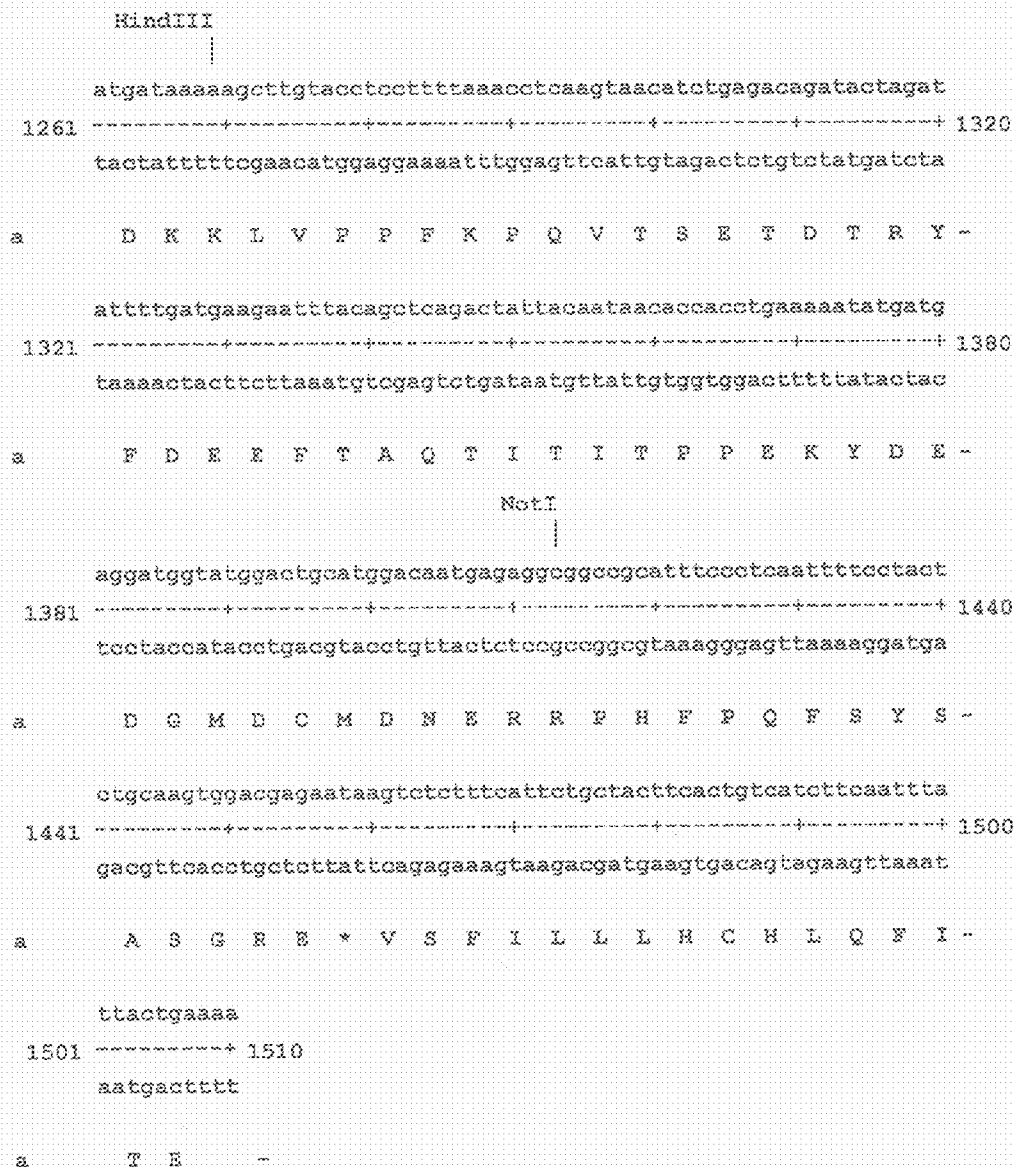 HindIII
|
atgataaaaagcttgtacctccttttaaacctcaagtaacatctgagacagatactagat
1261 ---------+---------+---------+---------+---------+---------+ 1320
tactatttttcgaacatggaggaaaatttggagttcattgtagactctgtctatgatcta
a D K K L V P P F K P Q V T S E T D T R Y -
attttgatgaagaatttacagctcagactattacaataacaccacctgaaaaatatgatg
1321 ---------+---------+---------+---------+---------+---------+ 1380
taaaactacttcttaaatgtcgagtctgataatgttattgtggtggactttttatactac
a F D E E F T A Q T I T I T P P E K Y D E -
NotI
|
aggatggtatggactgcatggacaatgagaggcggccgcatttccctcaattttcctact
1381 ---------+---------+---------+---------+---------+---------+ 1440
tcctaccatacctgacgtacctgttactctccgccggcgtaaagggagttaaaaggatga
a D G M D C M D N E R R P H F P Q F S Y S -
ctgcaagtggacgagaataagtctctttcattctgctacttcactgtcatcttcaattta
1441 ---------+---------+---------+---------+---------+---------+ 1500
gacgttcacctgctcttattcagagaaagtaagacgatgaagtgacagtagaagttaaat
a A S G R E * V S F I L L L H C H L Q F I -
ttactgaaaa
1501 ---------+ 1510
aatgactttt
a T E -